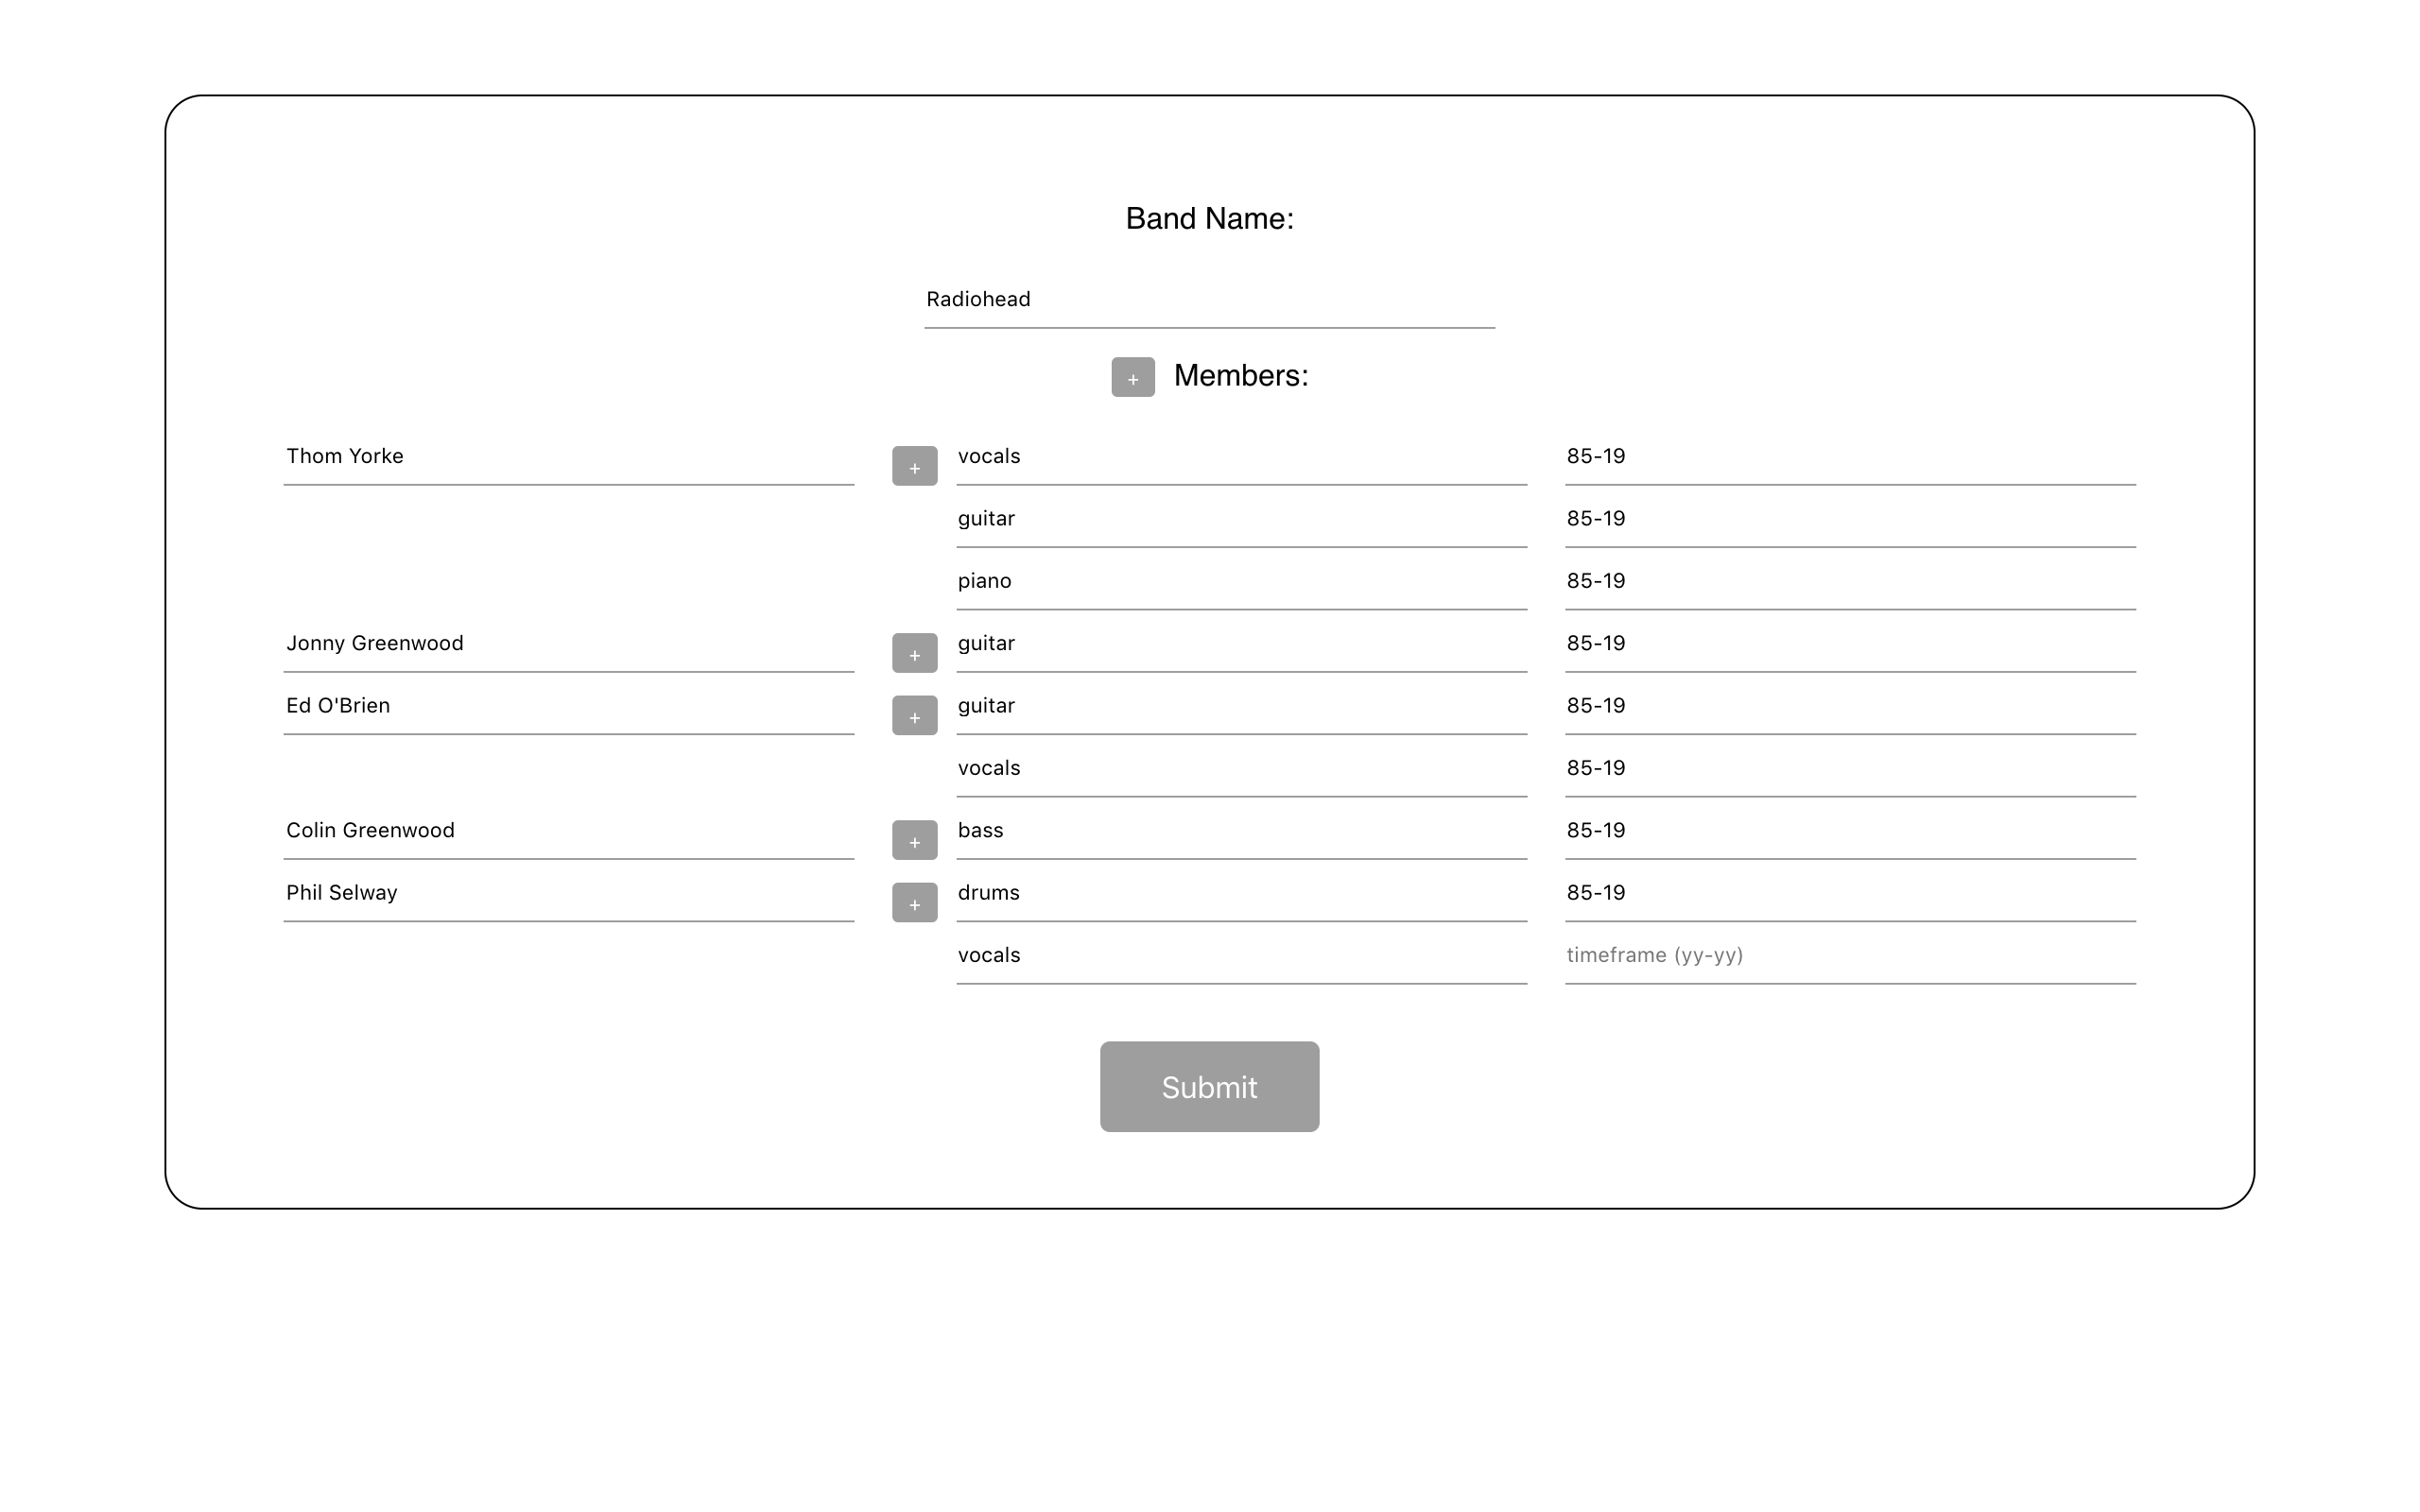 Band Name:
Radiohead
+ Members:
Thom Yorke + vocals 85-19
guitar 85-19
piano 85-19
Jonny Greenwood + guitar 85-19
Ed O'Brien + guitar 85-19
vocals 85-19
Colin Greenwood + bass 85-19
Phil Selway + drums 85-19
vocals timeframe (yy-yy)
Submit